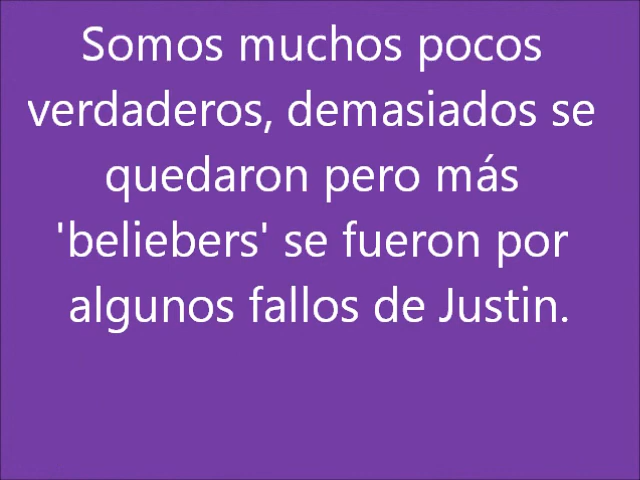 Somos muchos pocos
verdaderos, demasiados se
quedaron pero más
'beliebers' se fueron por
algunos fallos de Justin.